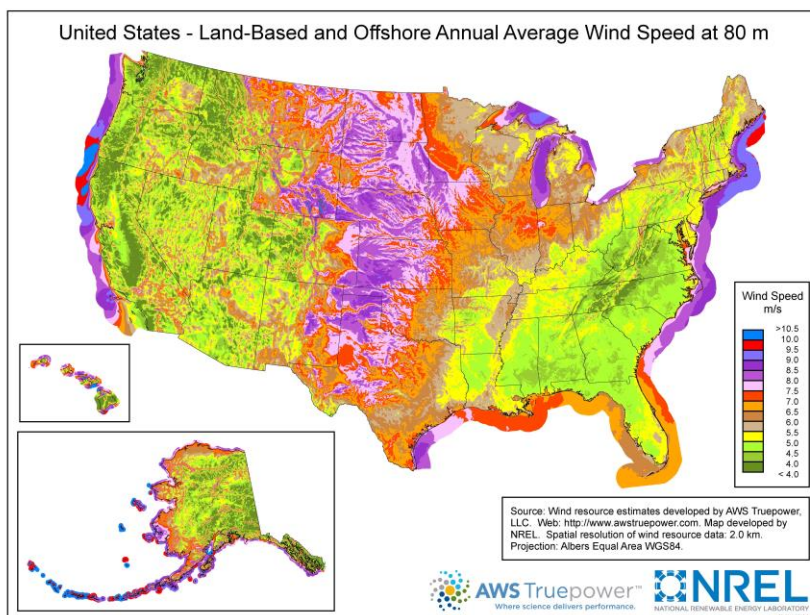 United States - Land-Based and Offshore Annual Average Wind Speed at 80 m
Wind Speed
m/s
>10.5
10.0
9.5
9.0
8.5
8.0
7.5
7.0
6.5
6.0
5.5
5.0
4.5
4.0
< 4.0
Source: Wind resource estimates developed by AWS Truepower,
LLC. Web: http://www.awstruepower.com. Map developed by
NREL. Spatial resolution of wind resource data: 2.0 km.
Projection: Albers Equal Area WGS84.
AWS Truepower™
Where science delivers performance.
NREL
NATIONAL RENEWABLE ENERGY LABORATORY